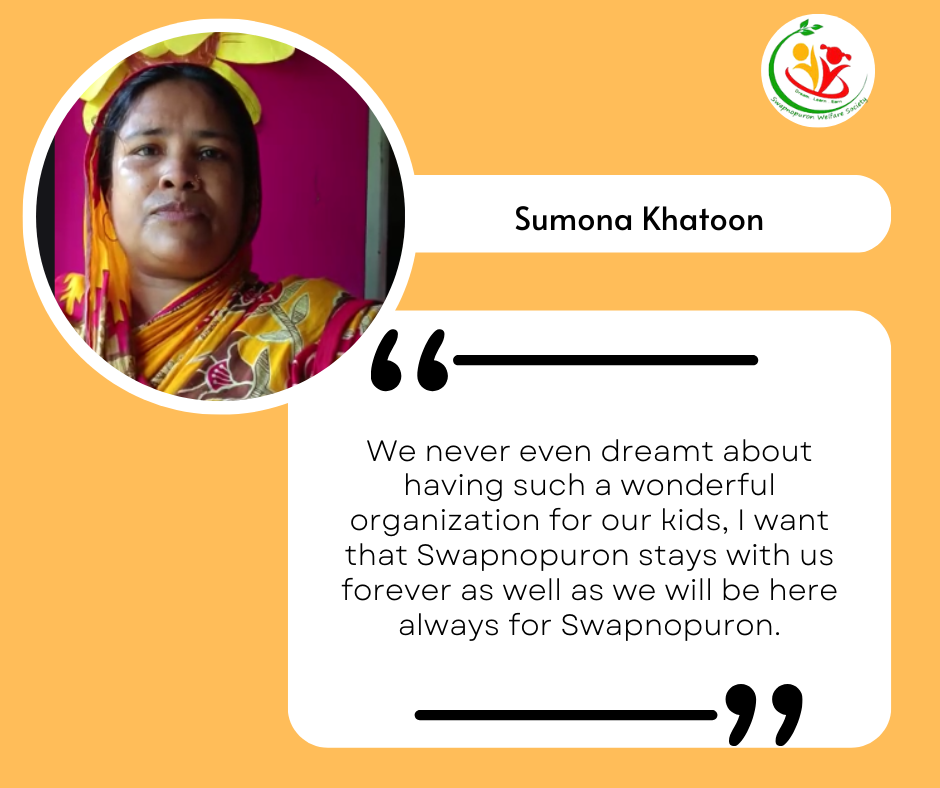 Dream Learn Earn
Swapnopuron Welfare Society
Sumona Khatoon
“
We never even dreamt about
having such a wonderful
organization for our kids, I want
that Swapnopuron stays with us
forever as well as we will be here
always for Swapnopuron.
”